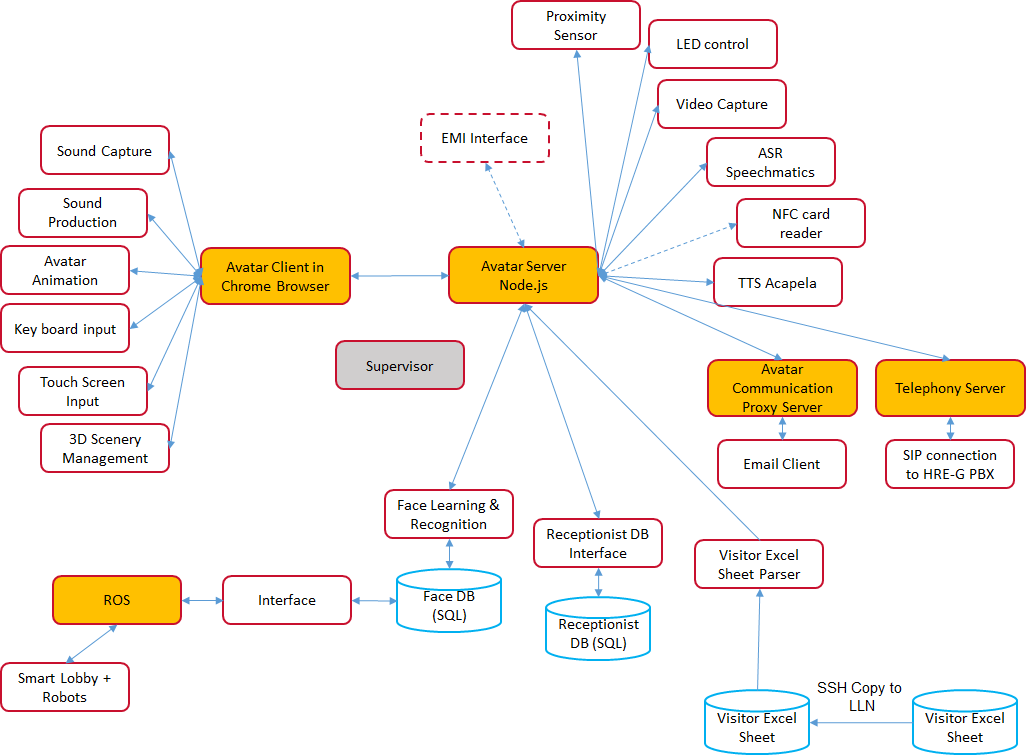 Proximity
Sensor
LED control
Video Capture
EMI Interface
ASR
Speechmatics
Sound Capture
Sound
Production
NFC card
reader
Avatar
Animation
Avatar Client in
Chrome Browser
Avatar Server
Node.js
TTS Acapela
Key board input
Supervisor
Touch Screen
Input
Avatar
Communication
Proxy Server
Telephony Server
3D Scenery
Management
Email Client
SIP connection
to HRE-G PBX
Face Learning &
Recognition
Receptionist DB
Interface
Visitor Excel
Sheet Parser
ROS
Interface
Face DB
(SQL)
Receptionist
DB (SQL)
Smart Lobby +
Robots
SSH Copy to
LLN
Visitor Excel
Sheet
Visitor Excel
Sheet